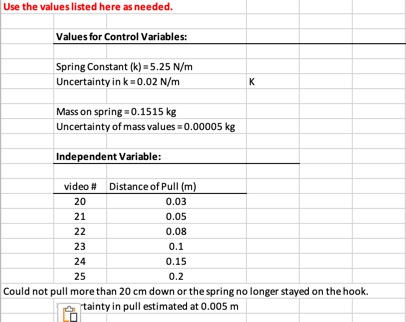 Use the values listed here as needed.
Values for Control Variables:
Spring Constant (k) = 5.25 N/m
Uncertainty in k = 0.02 N/m K
Mass on spring = 0.1515 kg
Uncertainty of mass values = 0.00005 kg
Independent Variable:
video # Distance of Pull (m)
20 0.03
21 0.05
22 0.08
23 0.1
24 0.15
25 0.2
Could not pull more than 20 cm down or the spring no longer stayed on the hook.
rtainty in pull estimated at 0.005 m